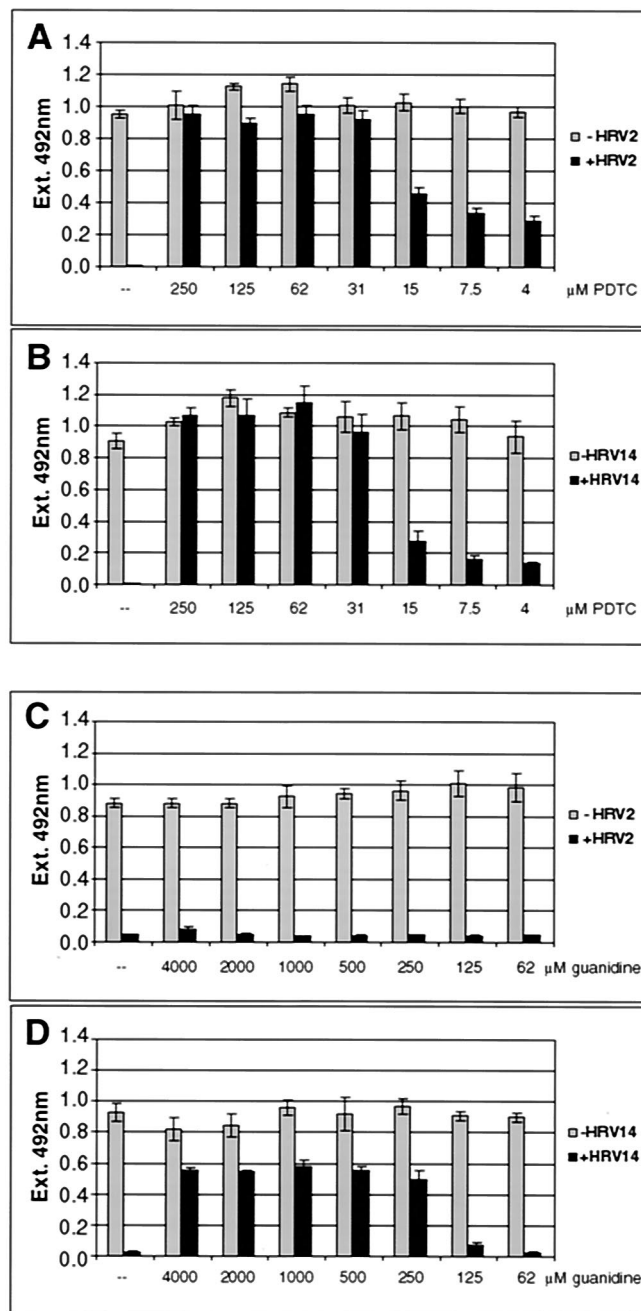 A
Ext. 492nm
1.4
1.2
1.0
0.8
0.6
0.4
0.2
0.0
-HRV2
+HRV2
-- 250 125 62 31 15 7.5 4 µM PDTC
B
Ext. 492nm
1.4
1.2
1.0
0.8
0.6
0.4
0.2
0.0
-HRV14
+HRV14
-- 250 125 62 31 15 7.5 4 µM PDTC
C
Ext. 492nm
1.4
1.2
1.0
0.8
0.6
0.4
0.2
0.0
-HRV2
+HRV2
-- 4000 2000 1000 500 250 125 62 µM guanidine
D
Ext. 492nm
1.4
1.2
1.0
0.8
0.6
0.4
0.2
0.0
-HRV14
+HRV14
-- 4000 2000 1000 500 250 125 62 µM guanidine